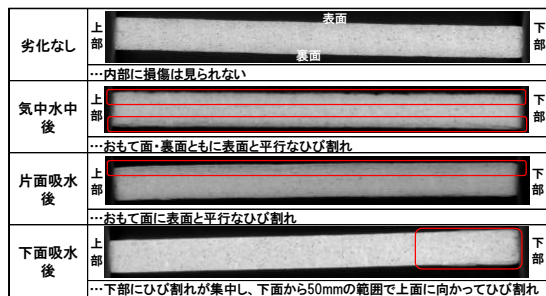 劣化なし
上部
表面
裏面
下部
…内部に損傷は見られない
気中水中後
上部
下部
…おもて面・裏面ともに表面と平行なひび割れ
片面吸水後
上部
下部
…おもて面に表面と平行なひび割れ
下面吸水後
上部
下部
…下部にひび割れが集中し、下面から50mmの範囲で上面に向かってひび割れ